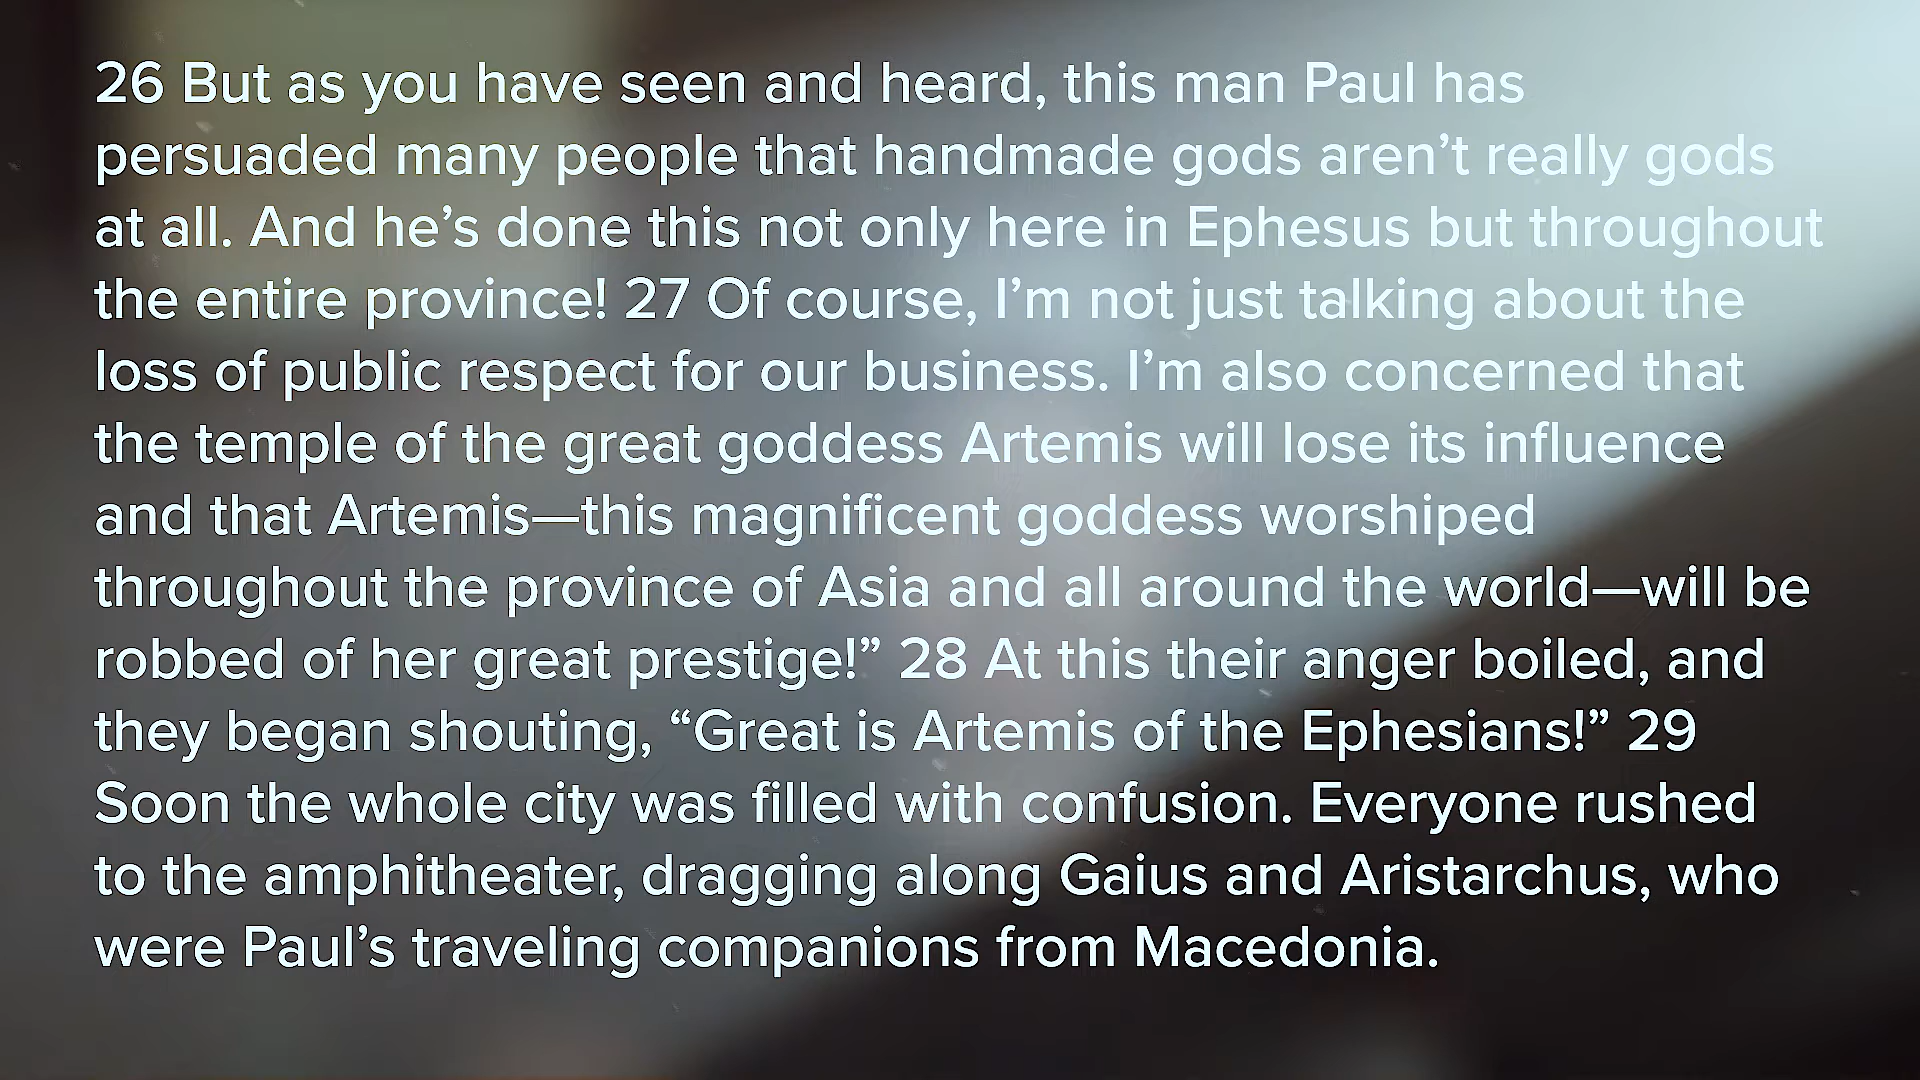 26 But as you have seen and heard, this man Paul has
persuaded many people that handmade gods aren’t really gods
at all. And he’s done this not only here in Ephesus but throughout
the entire province! 27 Of course, I’m not just talking about the
loss of public respect for our business. I’m also concerned that
the temple of the great goddess Artemis will lose its influence
and that Artemis—this magnificent goddess worshiped
throughout the province of Asia and all around the world—will be
robbed of her great prestige!” 28 At this their anger boiled, and
they began shouting, “Great is Artemis of the Ephesians!” 29
Soon the whole city was filled with confusion. Everyone rushed
to the amphitheater, dragging along Gaius and Aristarchus, who
were Paul’s traveling companions from Macedonia.